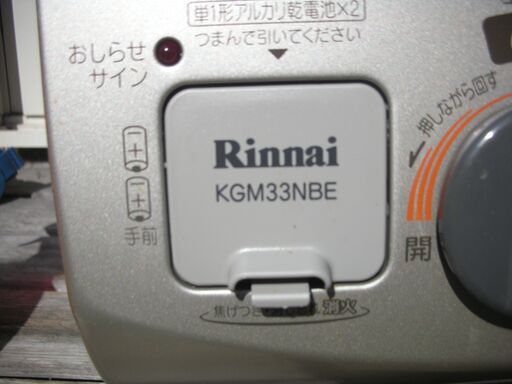 単1形アルカリ乾電池×2
つまんで引いてください
おしらせ
サイン
押しながら回す
Rinnai
KGM33NBE
手前
開
焦げつき
消火